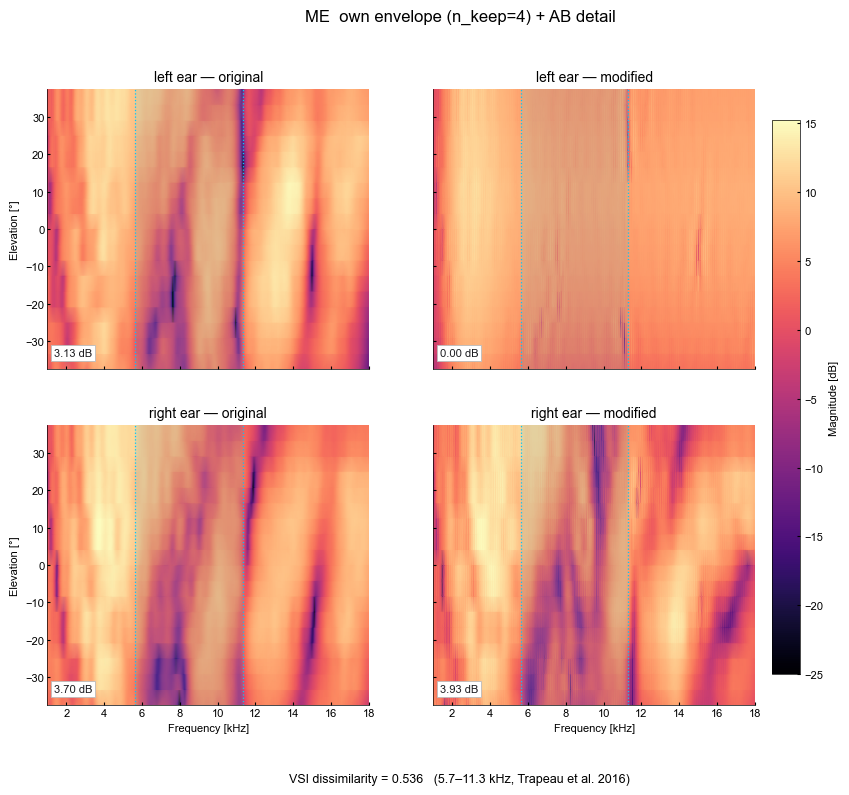 ME  own envelope (n_keep=4) + AB detail
left ear — original
left ear — modified
30
20
10
0
−10
−20
−30
Elevation [°]
3.13 dB
0.00 dB
15
10
5
0
−5
−10
−15
−20
−25
Magnitude [dB]
right ear — original
right ear — modified
30
20
10
0
−10
−20
−30
Elevation [°]
3.70 dB
3.93 dB
2 4 6 8 10 12 14 16 18
2 4 6 8 10 12 14 16 18
Frequency [kHz]
Frequency [kHz]
VSI dissimilarity = 0.536   (5.7–11.3 kHz, Trapeau et al. 2016)